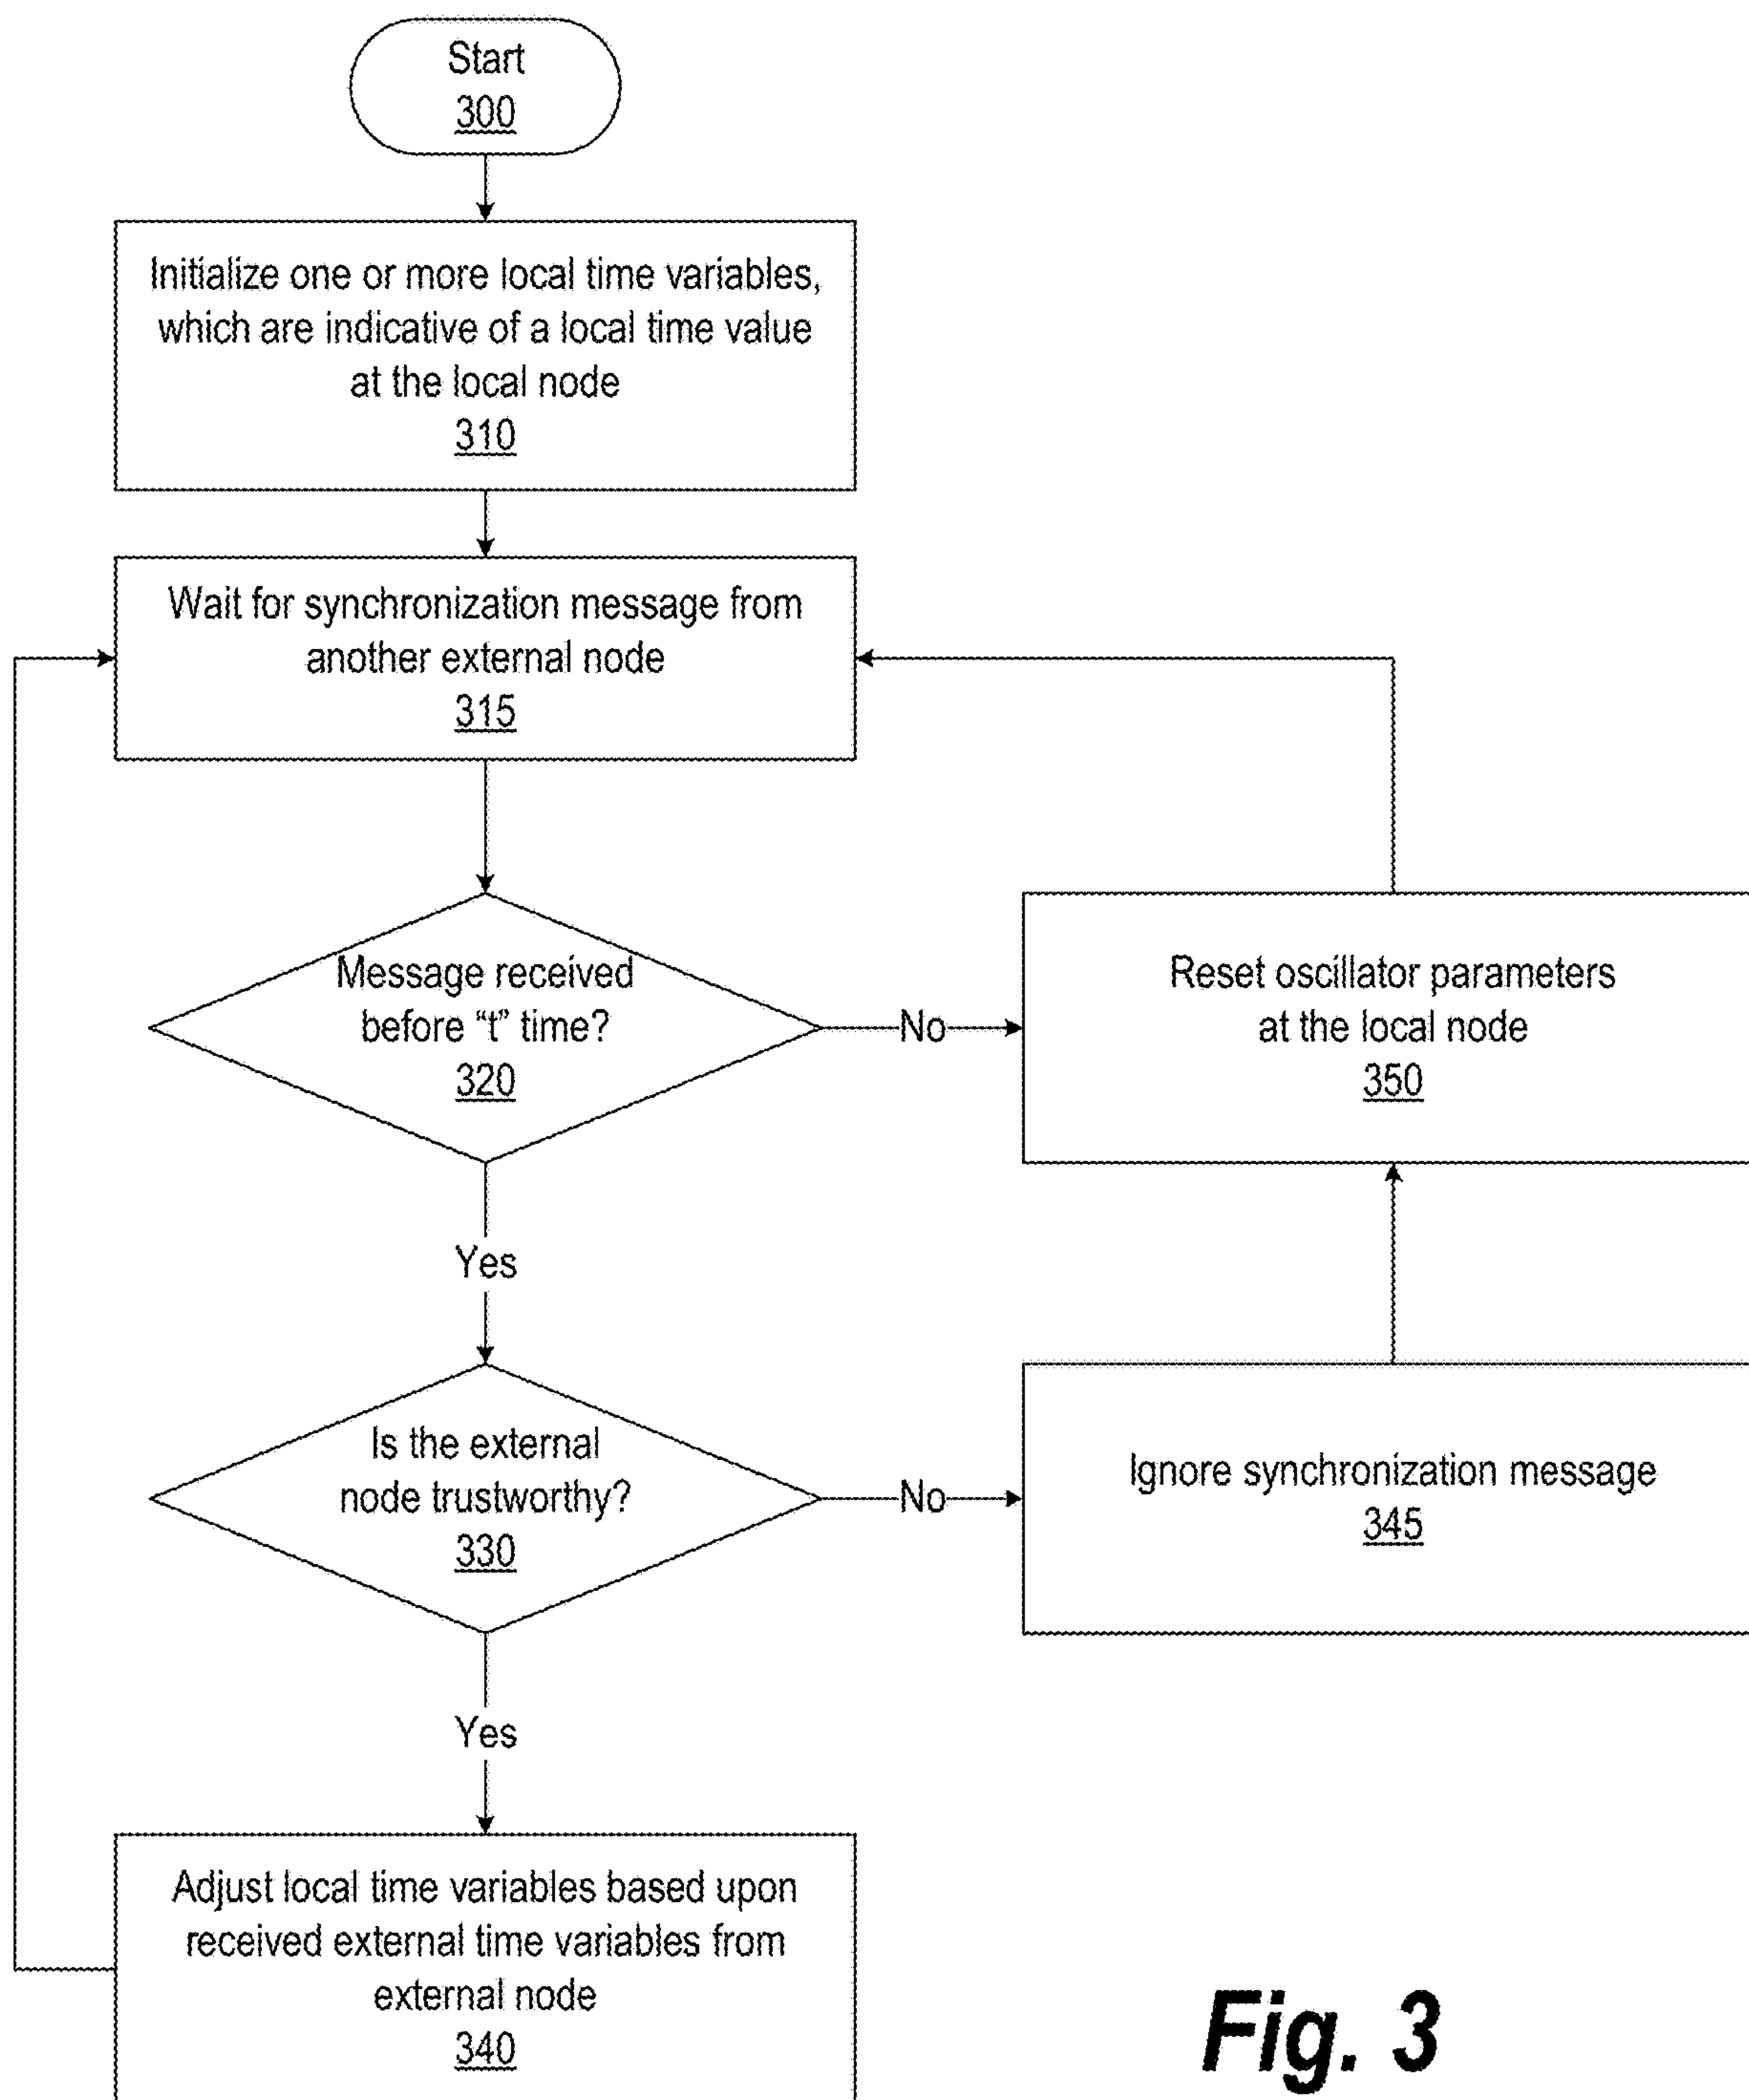 Start
300
Initialize one or more local time variables,
which are indicative of a local time value
at the local node
310
Wait for synchronization message from
another external node
315
Message received
before “t” time?
320
No
Reset oscillator parameters
at the local node
350
Yes
Is the external
node trustworthy?
330
No
Ignore synchronization message
345
Yes
Adjust local time variables based upon
received external time variables from
external node
340
Fig. 3